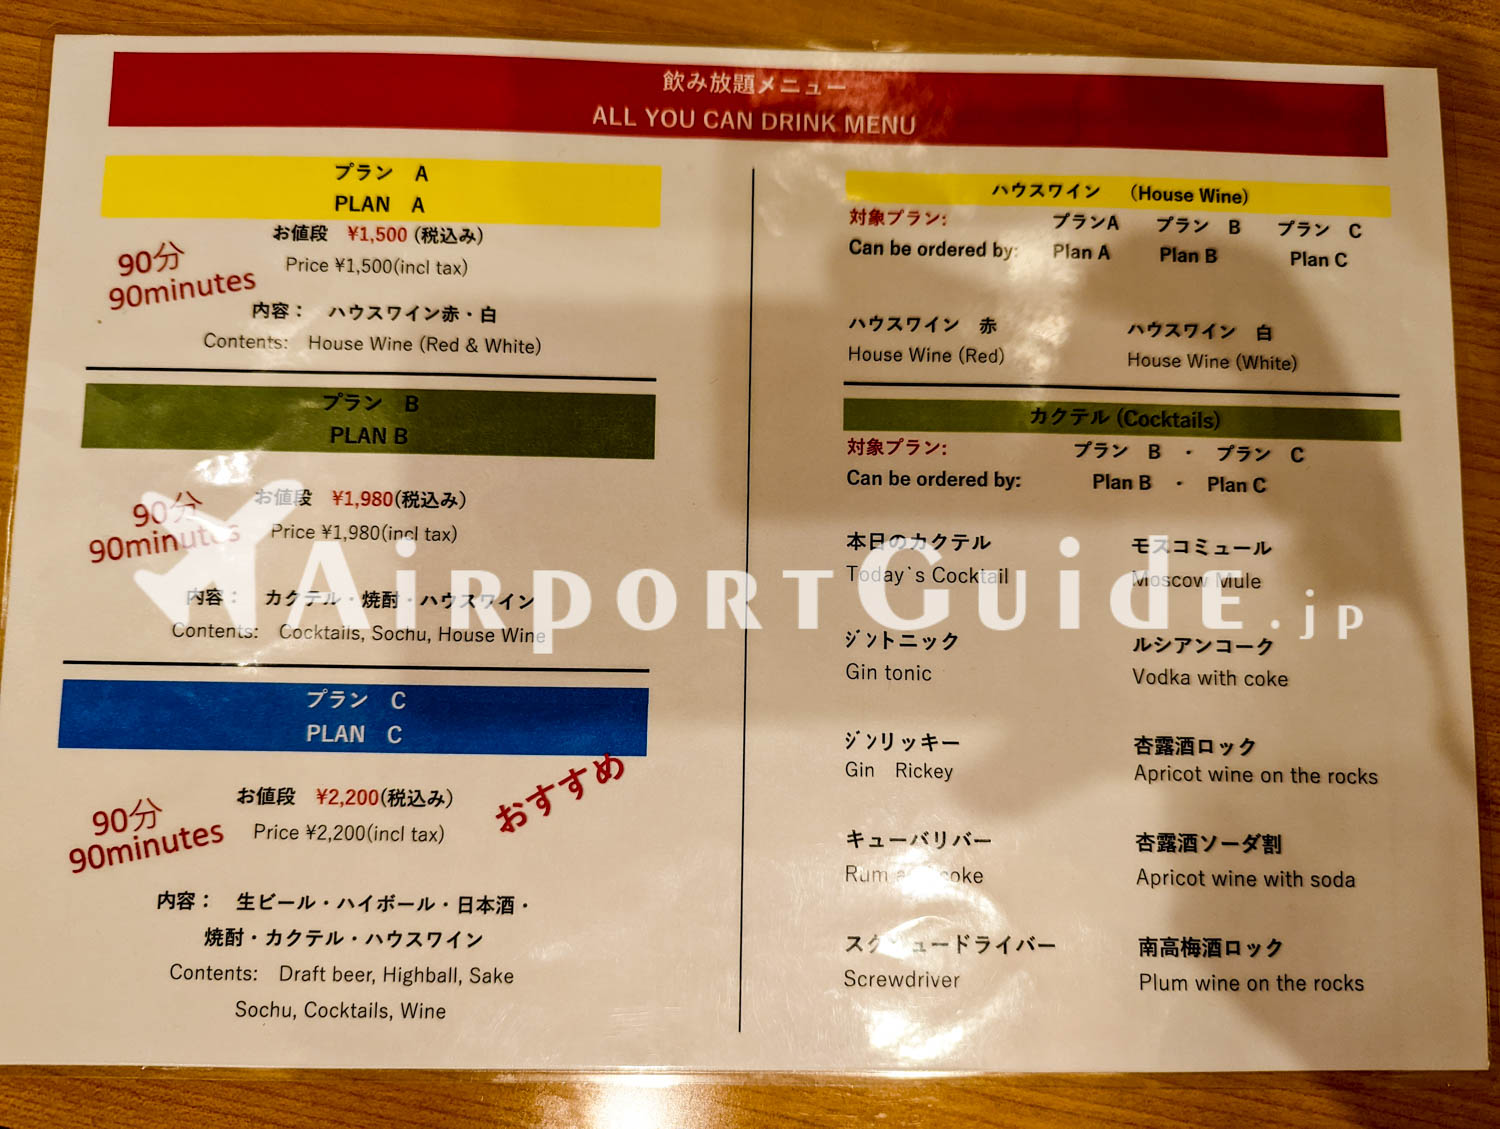 飲み放題メニュー
ALL YOU CAN DRINK MENU
プラン A
PLAN A
お値段 ¥1,500 (税込み)
Price ¥1,500(incl tax)
90分
90minutes
内容： ハウスワイン赤・白
Contents: House Wine (Red & White)
プラン B
PLAN B
お値段 ¥1,980(税込み)
Price ¥1,980(incl tax)
90分
90minutes
内容： カクテル・焼酎・ハウスワイン
Contents: Cocktails, Sochu, House Wine
プラン C
PLAN C
おすすめ
お値段 ¥2,200(税込み)
Price ¥2,200(incl tax)
90分
90minutes
内容： 生ビール・ハイボール・日本酒・
焼酎・カクテル・ハウスワイン
Contents: Draft beer, Highball, Sake
Sochu, Cocktails, Wine
ハウスワイン (House Wine)
対象プラン: プランA プラン B プラン C
Can be ordered by: Plan A Plan B Plan C
ハウスワイン 赤 ハウスワイン 白
House Wine (Red) House Wine (White)
カクテル (Cocktails)
対象プラン: プラン B ・ プラン C
Can be ordered by: Plan B ・ Plan C
本日のカクテル モスコミュール
Today`s Cocktail Moscow Mule
ジントニック ルシアンコーク
Gin tonic Vodka with coke
ジンリッキー 杏露酒ロック
Gin Rickey Apricot wine on the rocks
キューバリバー 杏露酒ソーダ割
Rum coke Apricot wine with soda
スクリュードライバー 南高梅酒ロック
Screwdriver Plum wine on the rocks
AIRPORTGUIDE.jp